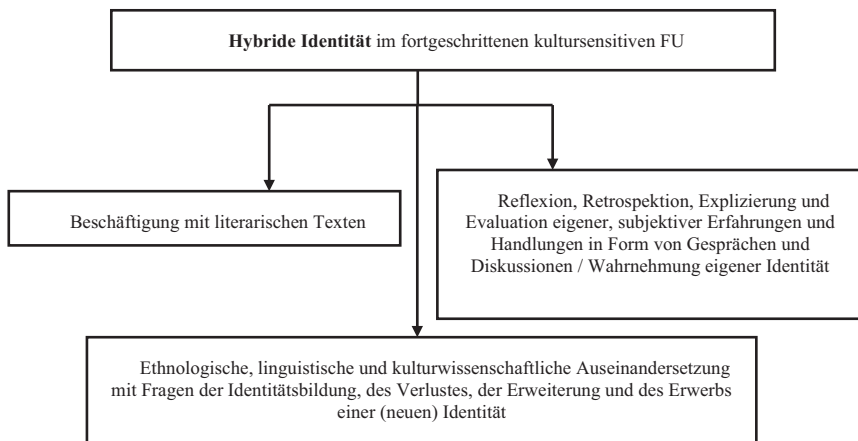 Hybride Identität im fortgeschrittenen kultursensitiven FU
Beschäftigung mit literarischen Texten
Reflexion, Retrospektion, Explizierung und
Evaluation eigener, subjektiver Erfahrungen und
Handlungen in Form von Gesprächen und
Diskussionen / Wahrnehmung eigener Identität
Ethnologische, linguistische und kulturwissenschaftliche Auseinandersetzung
mit Fragen der Identitätsbildung, des Verlustes, der Erweiterung und des Erwerbs
einer (neuen) Identität